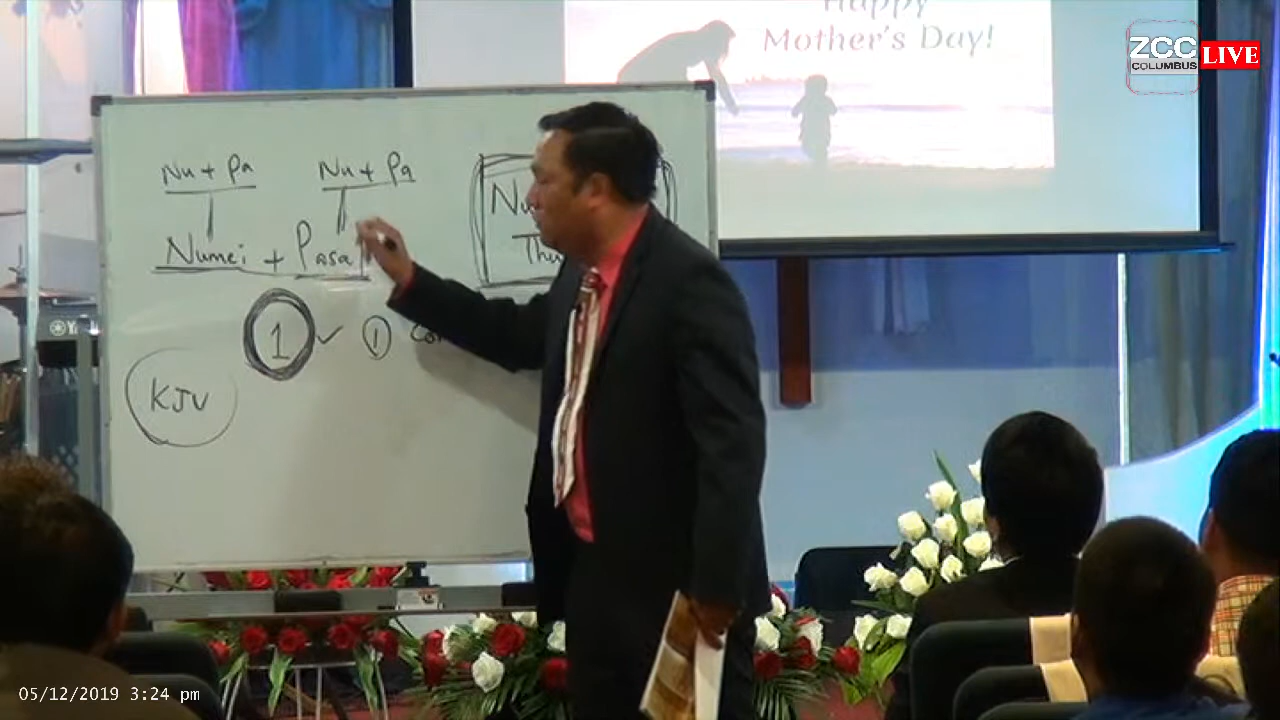 Happy
Mother's Day!
ZCC
COLUMBUS
LIVE
Nu + Pa
Nu + Pa
Numei + Pasa
1 ✓ ①
KJV
05/12/2019 3:24 pm